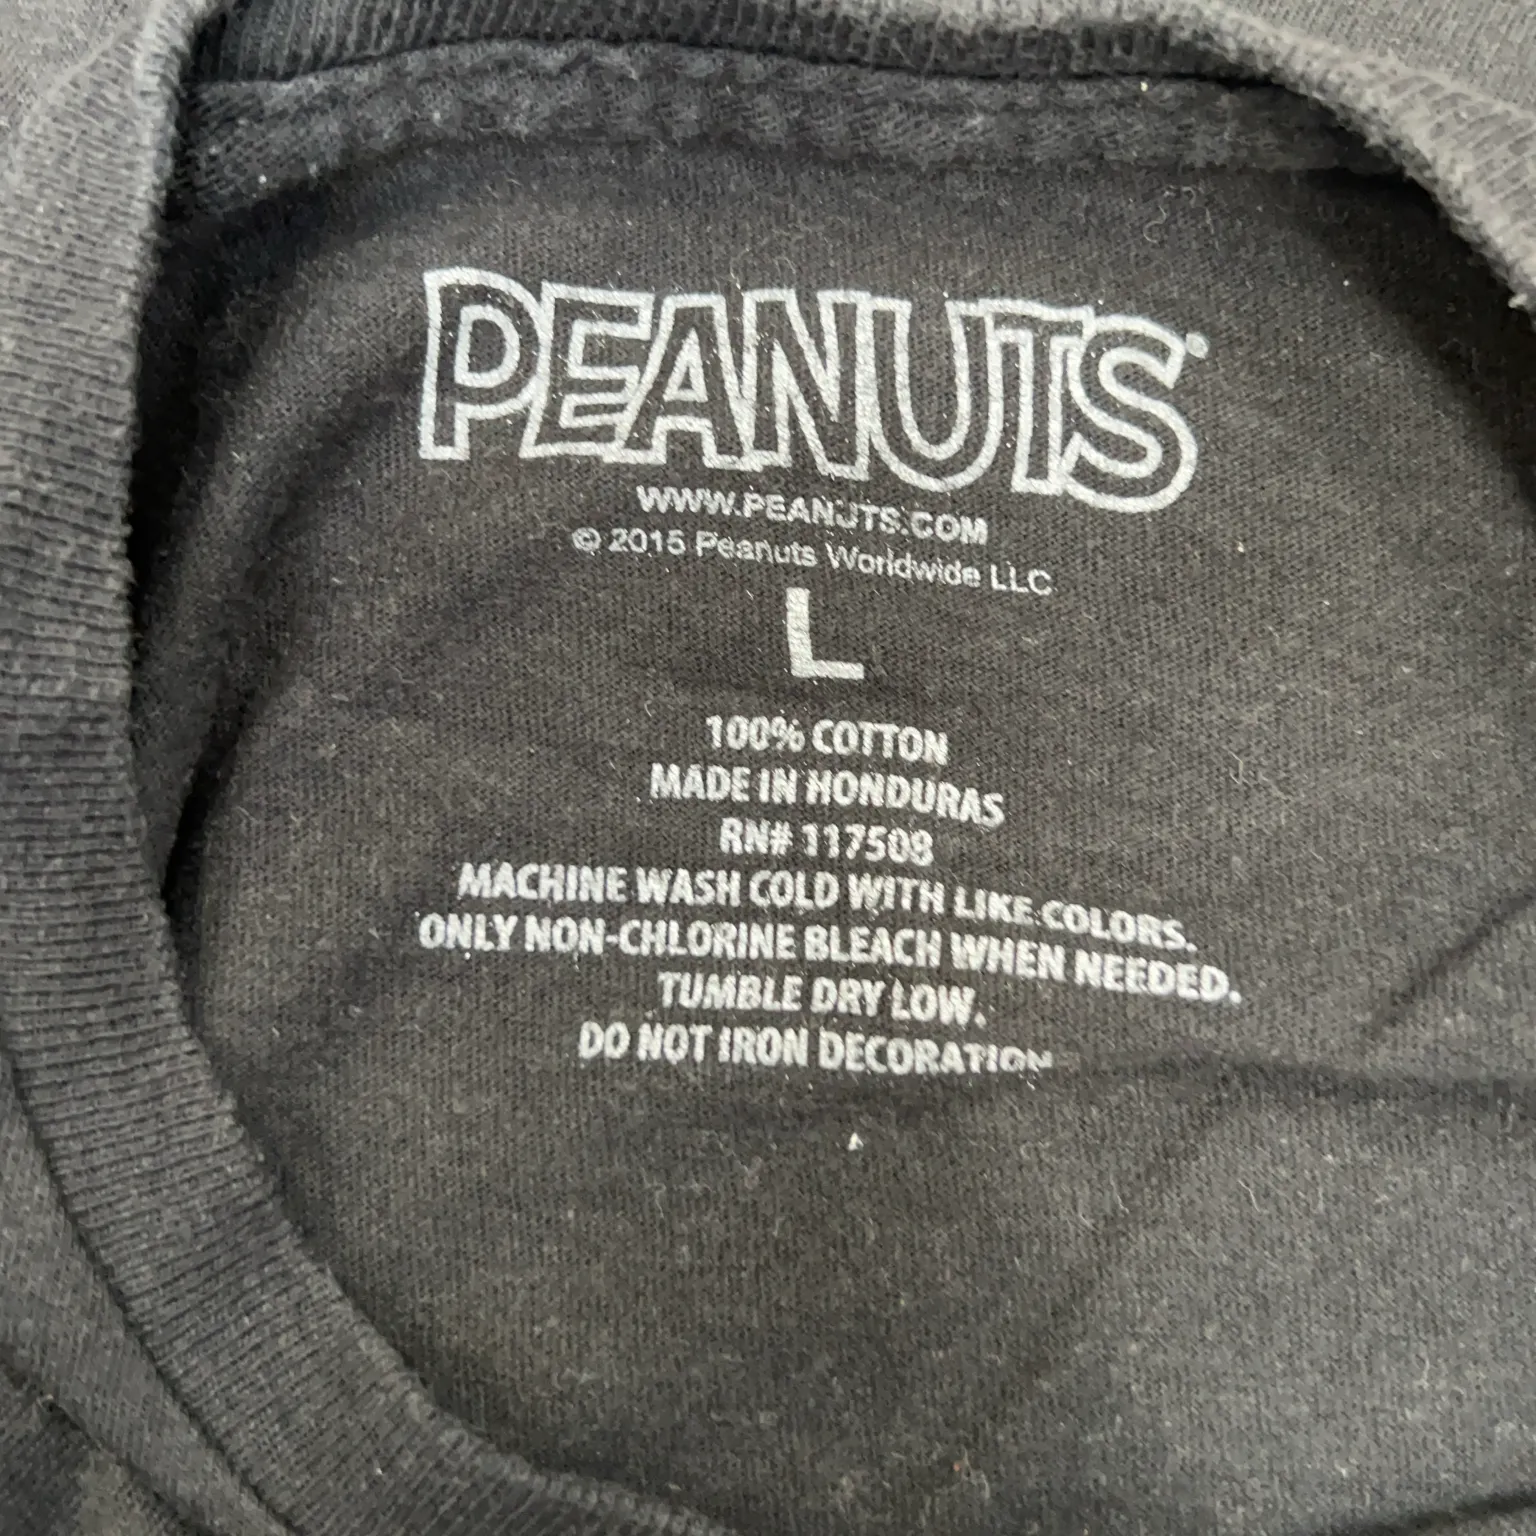 PEANUTS
WWW.PEANUTS.COM
© 2015 Peanuts Worldwide LLC
L
100% COTTON
MADE IN HONDURAS
RN# 117508
MACHINE WASH COLD WITH LIKE COLORS.
ONLY NON-CHLORINE BLEACH WHEN NEEDED.
TUMBLE DRY LOW.
DO NOT IRON DECORATION